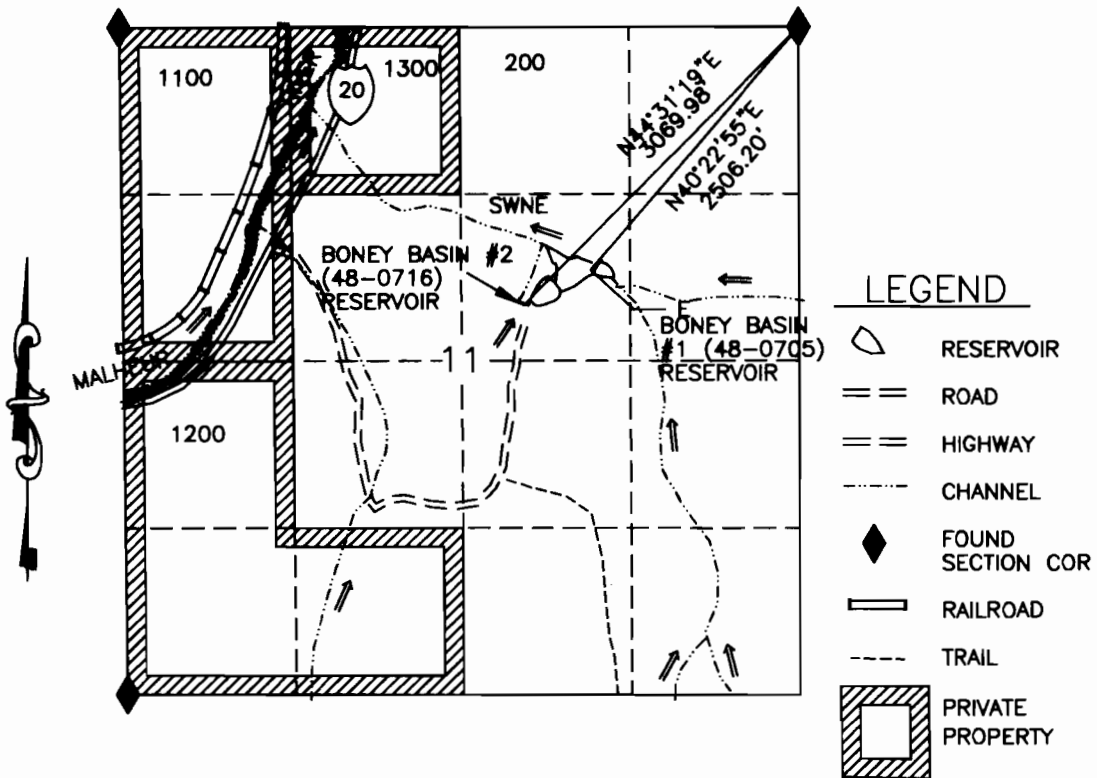 1100
1300
20
200
N44°31'19"E
3069.98'
N40°22'55"E
2506.20'
SWNE
BONEY BASIN #2
(48-0716)
RESERVOIR
E
BONEY BASIN
#1 (48-0705)
RESERVOIR
11
1200
LEGEND
RESERVOIR
ROAD
HIGHWAY
CHANNEL
FOUND
SECTION COR
RAILROAD
TRAIL
PRIVATE
PROPERTY